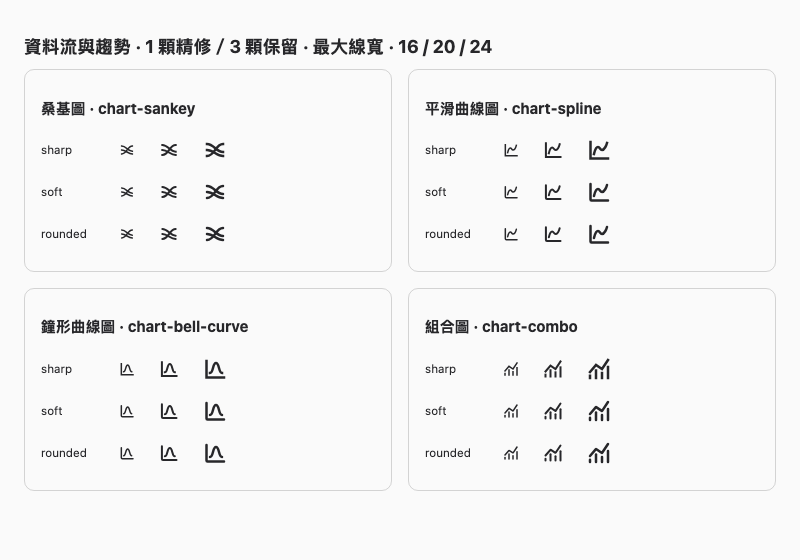 資料流與趨勢 · 1 顆精修 / 3 顆保留 · 最大線寬 · 16 / 20 / 24
桑基圖 · chart-sankey
sharp
soft
rounded
平滑曲線圖 · chart-spline
sharp
soft
rounded
鐘形曲線圖 · chart-bell-curve
sharp
soft
rounded
組合圖 · chart-combo
sharp
soft
rounded